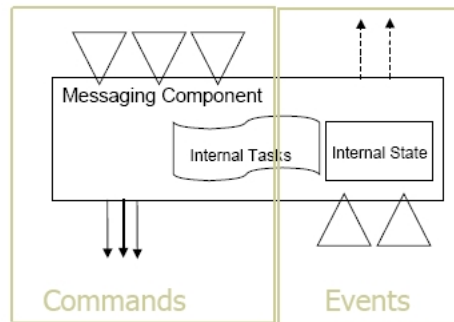 Messaging Component
Internal Tasks
Internal State
Commands
Events